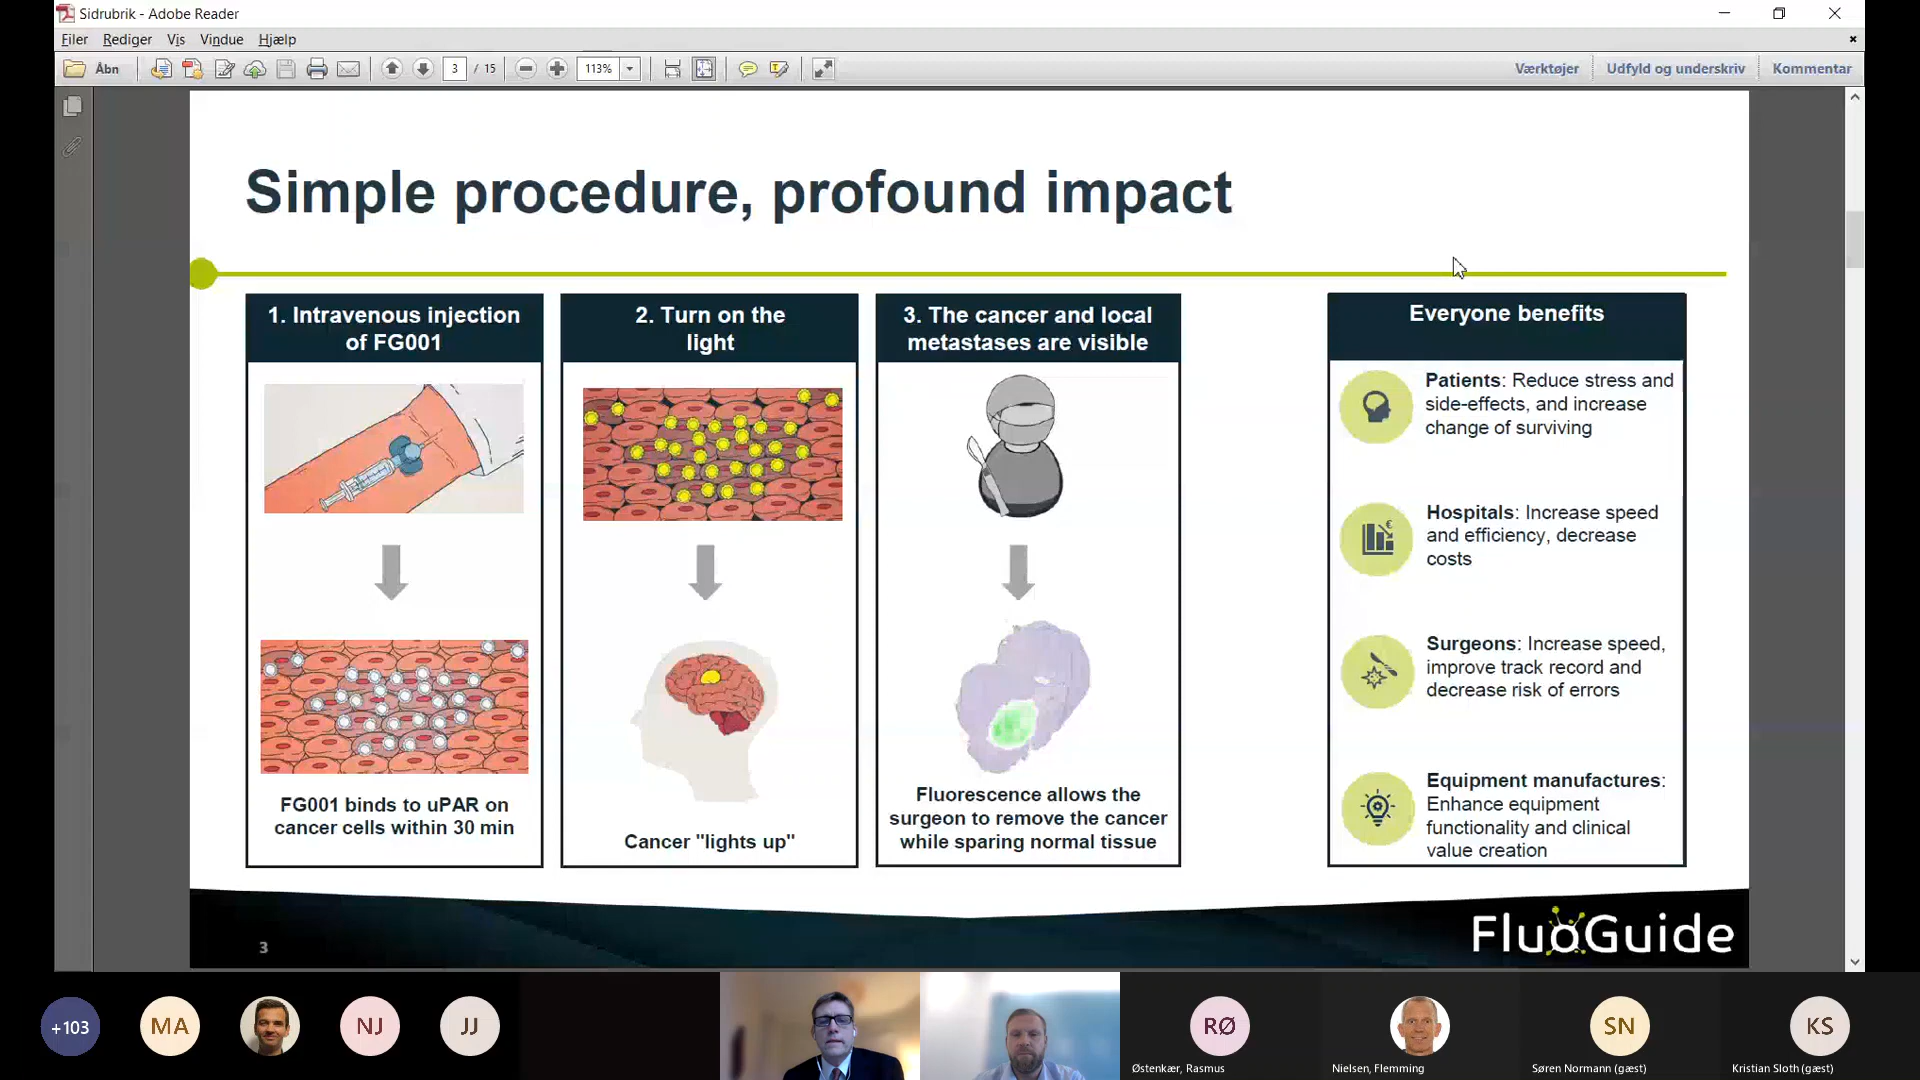 Sidrubrik - Adobe Reader
Filer Rediger Vis Vindue Hjælp
Åbn 3 / 15 113% Værktøjer Udfyld og underskriv Kommentar
Simple procedure, profound impact
1. Intravenous injection
of FG001
FG001 binds to uPAR on
cancer cells within 30 min
2. Turn on the
light
Cancer "lights up"
3. The cancer and local
metastases are visible
Fluorescence allows the
surgeon to remove the cancer
while sparing normal tissue
Everyone benefits
Patients: Reduce stress and
side-effects, and increase
change of surviving
Hospitals: Increase speed
and efficiency, decrease
costs
Surgeons: Increase speed,
improve track record and
decrease risk of errors
Equipment manufactures:
Enhance equipment
functionality and clinical
value creation
3
FluoGuide
+103 MA NJ JJ RØ SN KS
Østenkær, Rasmus Nielsen, Flemming Søren Normann (gæst) Kristian Sloth (gæst)